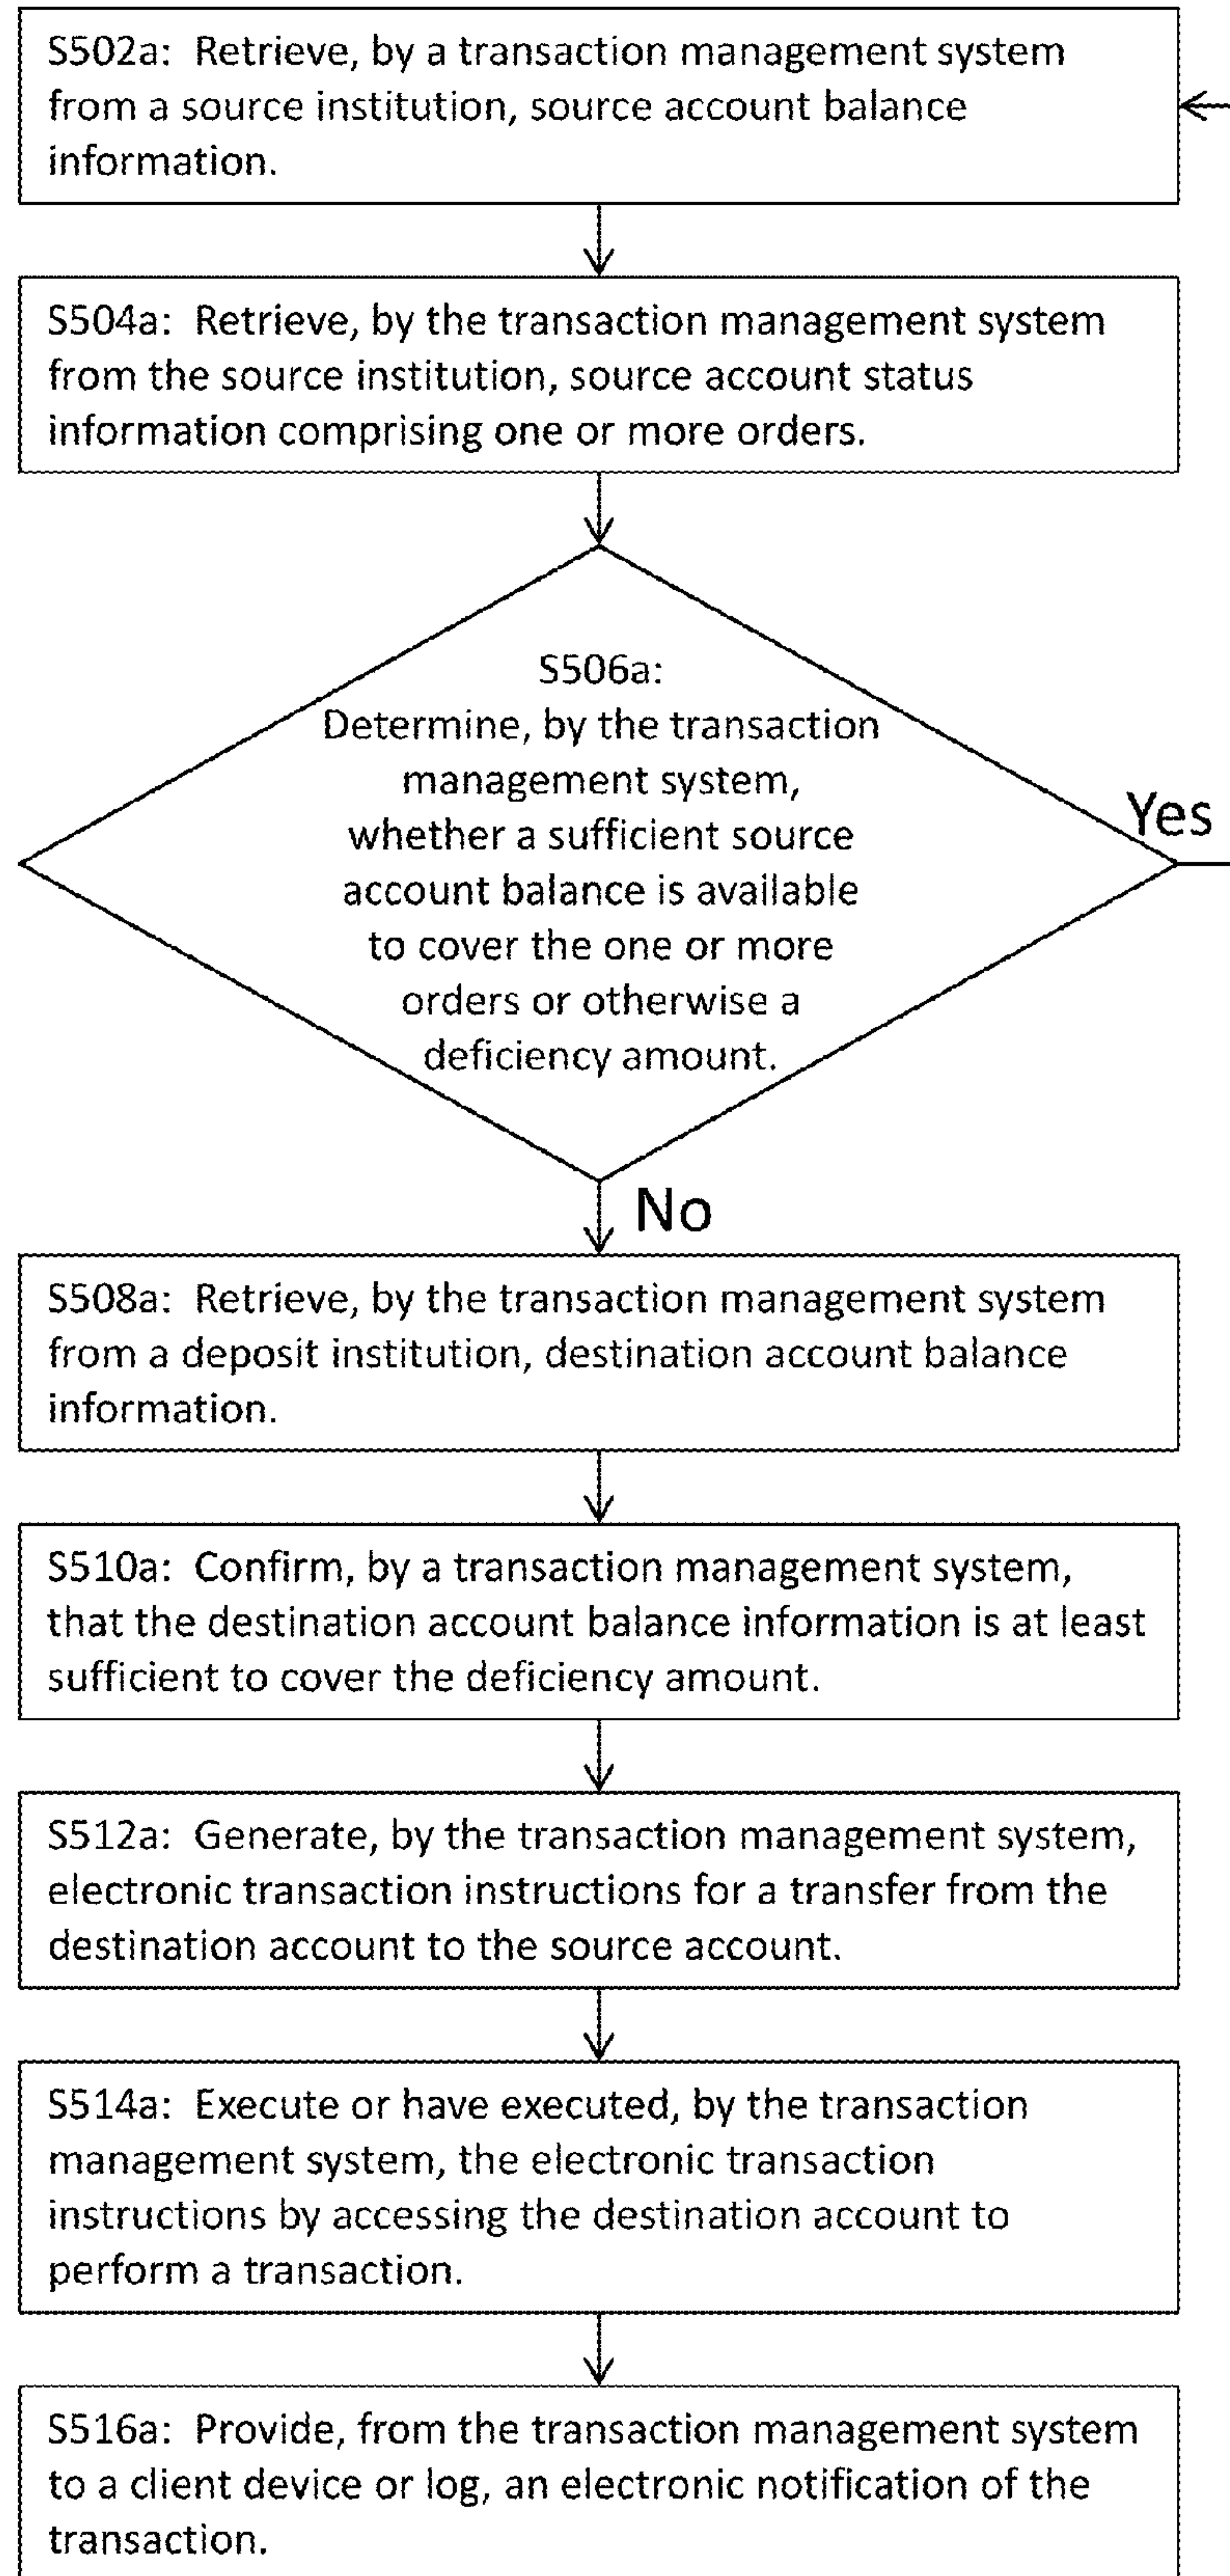 S502a: Retrieve, by a transaction management system
from a source institution, source account balance
information.
S504a: Retrieve, by the transaction management system
from the source institution, source account status
information comprising one or more orders.
S506a:
Determine, by the transaction
management system,
whether a sufficient source
account balance is available
to cover the one or more
orders or otherwise a
deficiency amount.
Yes
No
S508a: Retrieve, by the transaction management system
from a deposit institution, destination account balance
information.
S510a: Confirm, by a transaction management system,
that the destination account balance information is at least
sufficient to cover the deficiency amount.
S512a: Generate, by the transaction management system,
electronic transaction instructions for a transfer from the
destination account to the source account.
S514a: Execute or have executed, by the transaction
management system, the electronic transaction
instructions by accessing the destination account to
perform a transaction.
S516a: Provide, from the transaction management system
to a client device or log, an electronic notification of the
transaction.